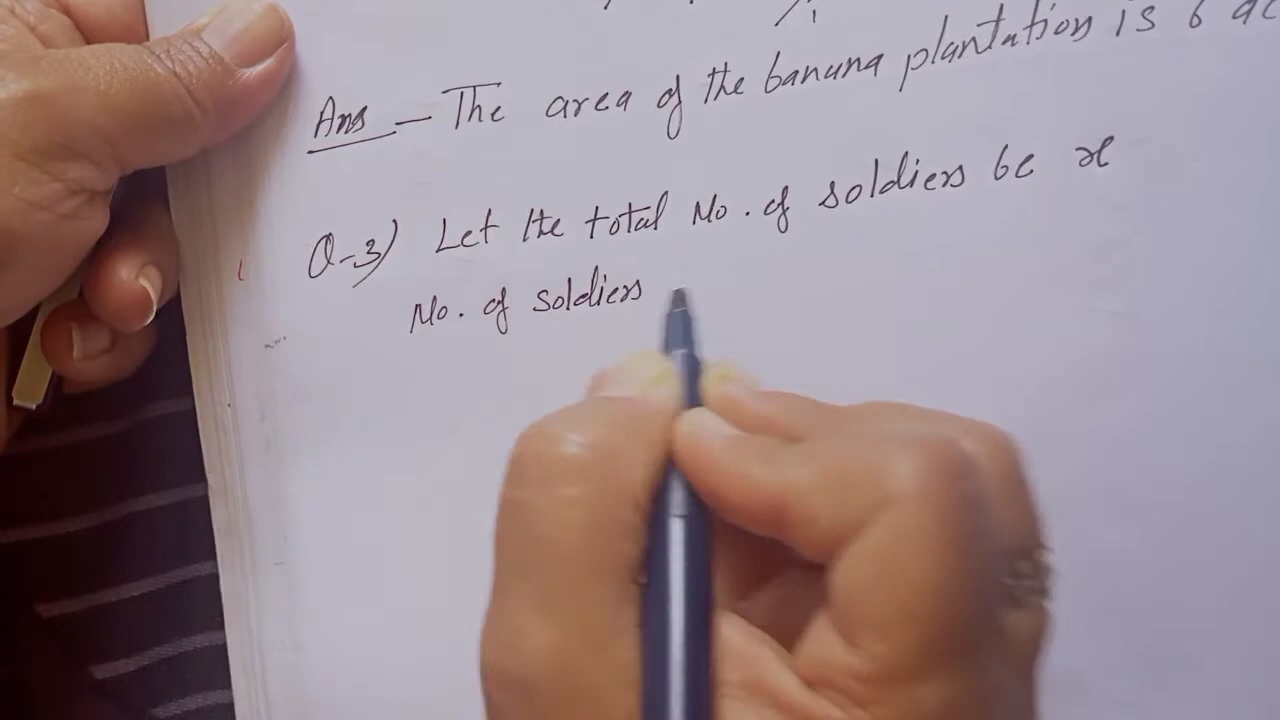 Ans - The area of the banana plantation is 6
Q-3) Let the total No. of soldiers be x
No. of soldiers